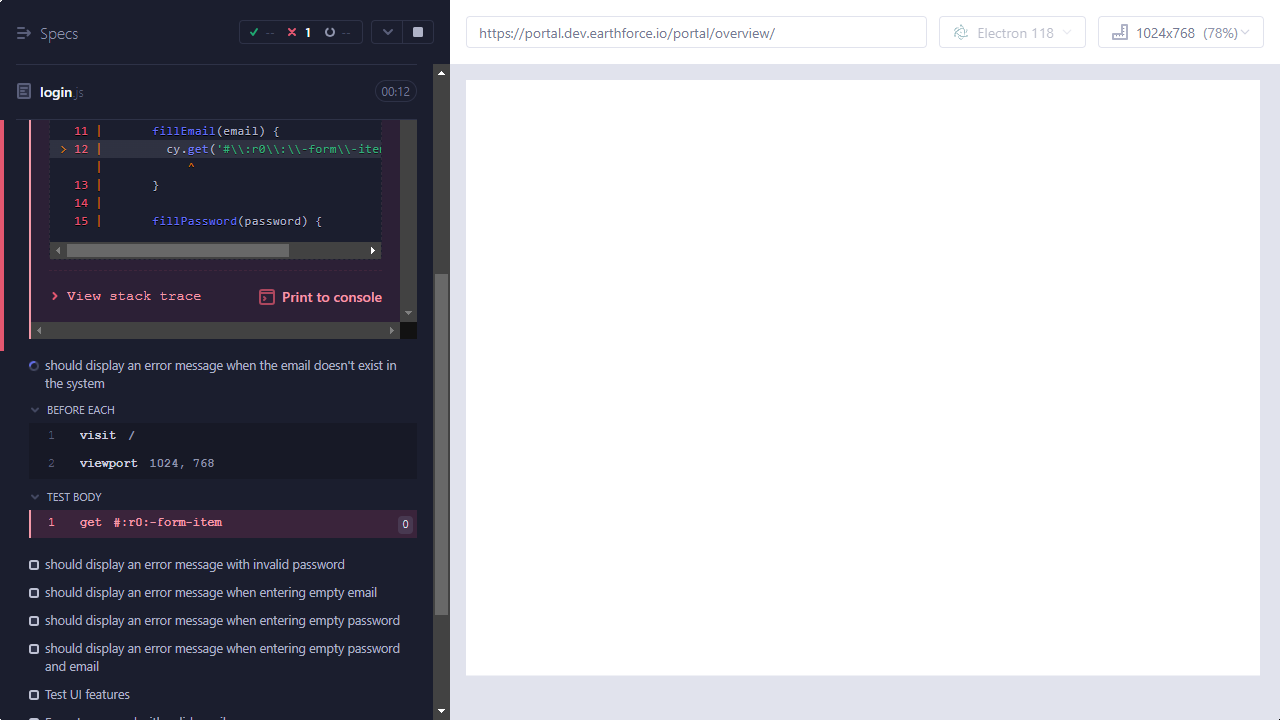 Specs
--
1
--
https://portal.dev.earthforce.io/portal/overview/
Electron 118
1024x768 (78%)
login.js
00:12
11 | fillEmail(email) {
> 12 | cy.get('#\\:r0\\:\\-form\\-item
| ^
13 | }
14 |
15 | fillPassword(password) {
View stack trace
Print to console
should display an error message when the email doesn't exist in
the system
BEFORE EACH
1 visit /
2 viewport 1024, 768
TEST BODY
1 get #:r0:-form-item 0
should display an error message with invalid password
should display an error message when entering empty email
should display an error message when entering empty password
should display an error message when entering empty password
and email
Test UI features